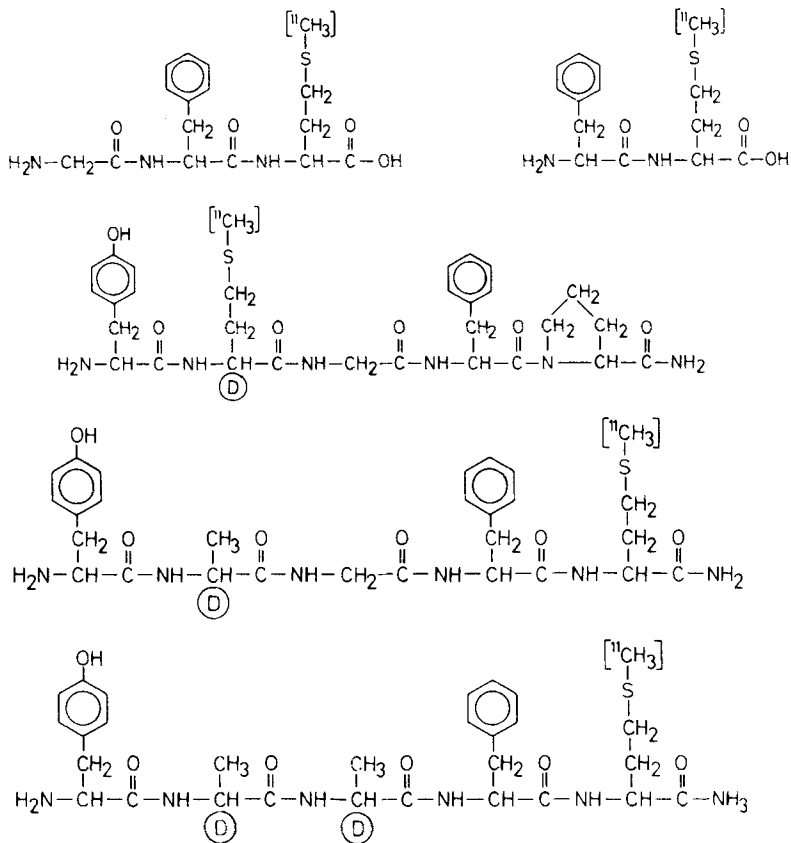 [¹¹CH₃] [¹¹CH₃]
S S
CH₂ CH₂
CH₂ O CH₂ O CH₂ CH₂ O CH₂ O
H₂N—CH₂—C—NH—CH—C—NH—CH—C—OH H₂N—CH—C—NH—CH—C—OH
[¹¹CH₃]
OH S
CH₂ CH₂
CH₂ O CH₂ O O CH₂ O CH₂ CH₂ O
H₂N—CH—C—NH—CH—C—NH—CH₂—C—NH—CH—C—N—CH—C—NH₂
D
OH [¹¹CH₃]
S
CH₂
CH₂ O CH₃ O O CH₂ O CH₂ O
H₂N—CH—C—NH—CH—C—NH—CH₂—C—NH—CH—C—NH—CH—C—NH₂
D
OH [¹¹CH₃]
S
CH₂
CH₂ O CH₃ O CH₃ O CH₂ O CH₂ O
H₂N—CH—C—NH—CH—C—NH—CH—C—NH—CH—C—NH—CH—C—NH₃
D D